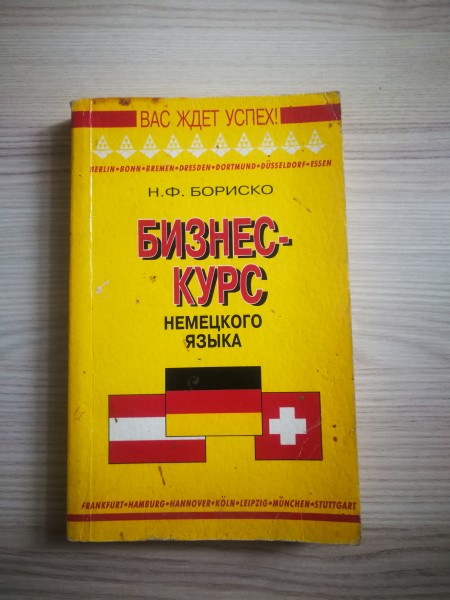 ВАС ЖДЕТ УСПЕХ!
BERLIN•BONN•BREMEN•DRESDEN•DORTMUND•DÜSSELDORF•ESSEN
Н.Ф. БОРИСКО
БИЗНЕС-
КУРС
НЕМЕЦКОГО
ЯЗЫКА
FRANKFURT•HAMBURG•HANNOVER•KÖLN•LEIPZIG•MÜNCHEN•STUTTGART